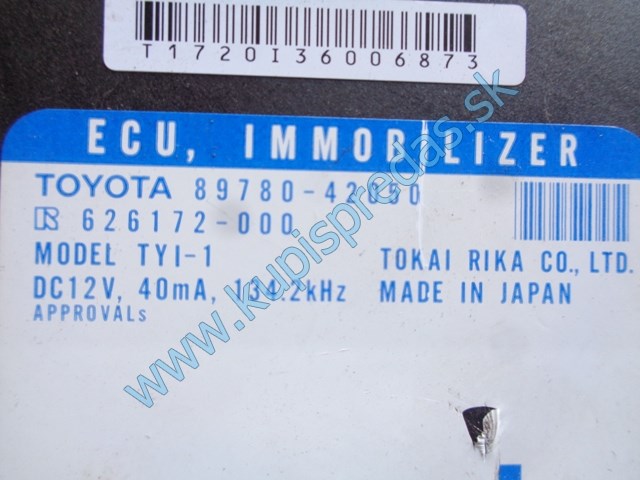 T1720I36006873
ECU, IMMOBILIZER
TOYOTA 89780-42050
626172-000
MODEL TYI-1
TOKAI RIKA CO., LTD.
DC12V, 40mA, 134.2kHz
MADE IN JAPAN
APPROVALs
www.kupispredas.sk